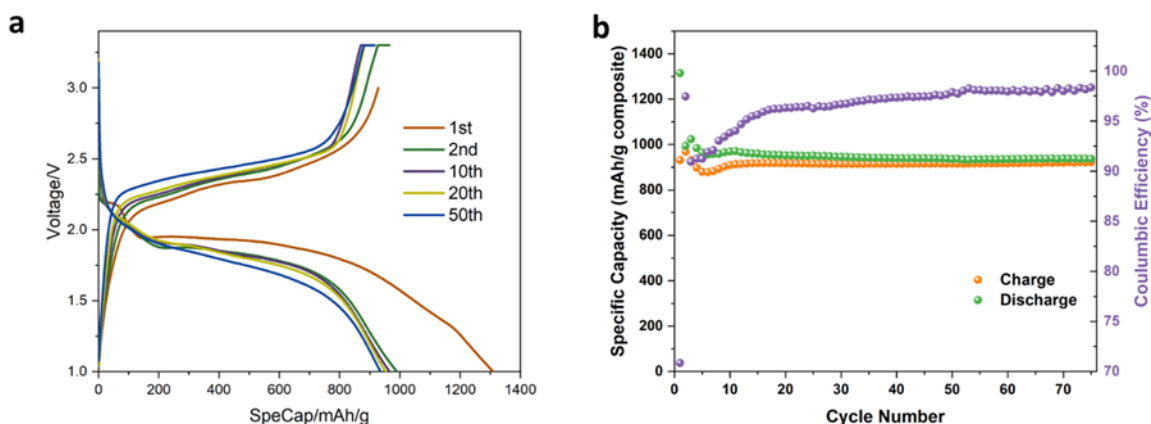 a
Voltage/V
3.0
2.5
2.0
1.5
1.0
0
200
400
600
800
1000
1200
1400
SpeCap/mAh/g
1st
2nd
10th
20th
50th
b
Specific Capacity (mAh/g composite)
1400
1200
1000
800
600
400
200
0
0
10
20
30
40
50
60
70
Cycle Number
Charge
Discharge
100
95
90
85
80
75
70
Coulumbic Efficiency (%)